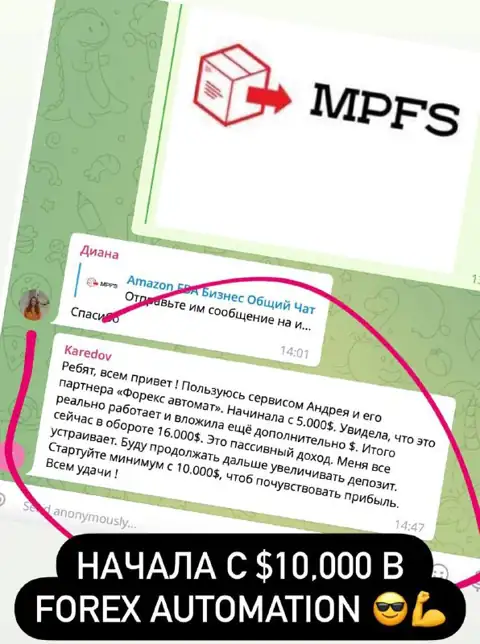 MPFS
Диана
MPFS
Amazon FBA Бизнес Общий Чат
Отправьте им сообщение на и...
Спасибо
14:01
Karedov
Ребят, всем привет ! Пользуюсь сервисом Андрея и его
партнера «Форекс автомат». Начинала с 5.000$. Увидела, что это
реально работает и вложила ещё дополнительно $. Итого
сейчас в обороте 16.000$. Это пассивный доход. Меня все
устраивает. Буду продолжать дальше увеличивать депозит.
Стартуйте минимум с 10.000$, чтоб почувствовать прибыль.
Всем удачи !
14:47
Send anonymously...
НАЧАЛА С $10,000 В
FOREX AUTOMATION 😎💪